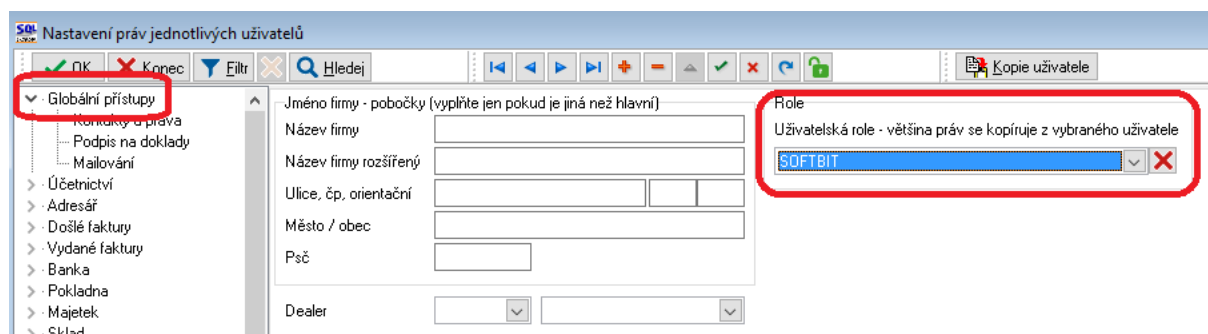 SQL
Nastavení práv jednotlivých uživatelů
OK Konec Filtr Hledej Kopie uživatele
Globální přístupy
Kontakty a práva
Podpis na doklady
Mailování
Účetnictví
Adresář
Došlé faktury
Vydané faktury
Banka
Pokladna
Majetek
Sklad
Jméno firmy - pobočky (vyplňte jen pokud je jiná než hlavní)
Název firmy
Název firmy rozšířený
Ulice, čp, orientační
Město / obec
Psč
Dealer
Role
Uživatelská role - většina práv se kopíruje z vybraného uživatele
SOFTBIT